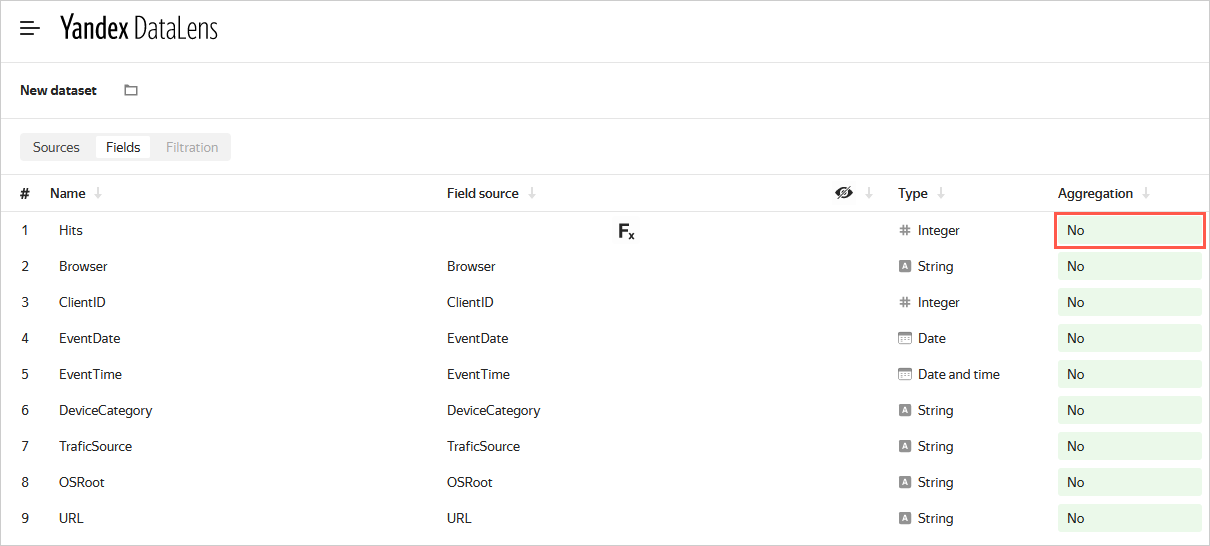 Yandex DataLens
New dataset
Sources Fields Filtration
# Name Field source Type Aggregation
1 Hits Fx # Integer No
2 Browser Browser A String No
3 ClientID ClientID # Integer No
4 EventDate EventDate Date No
5 EventTime EventTime Date and time No
6 DeviceCategory DeviceCategory A String No
7 TraficSource TraficSource A String No
8 OSRoot OSRoot A String No
9 URL URL A String No